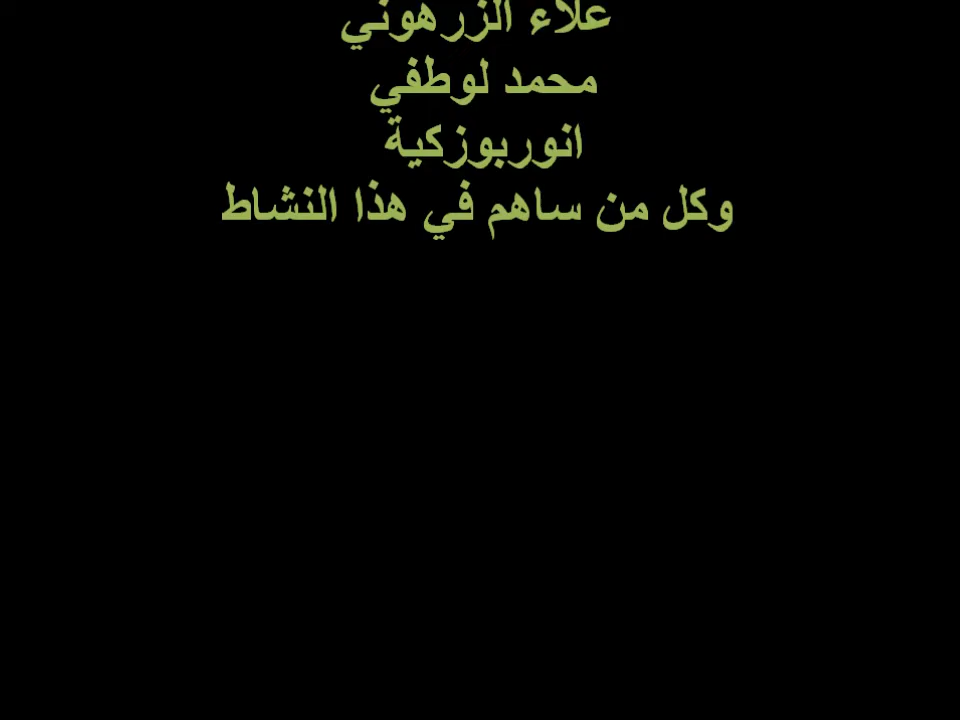 علاء الزرهوني
محمد لوطفي
انوربوزكية
وكل من ساهم في هذا النشاط